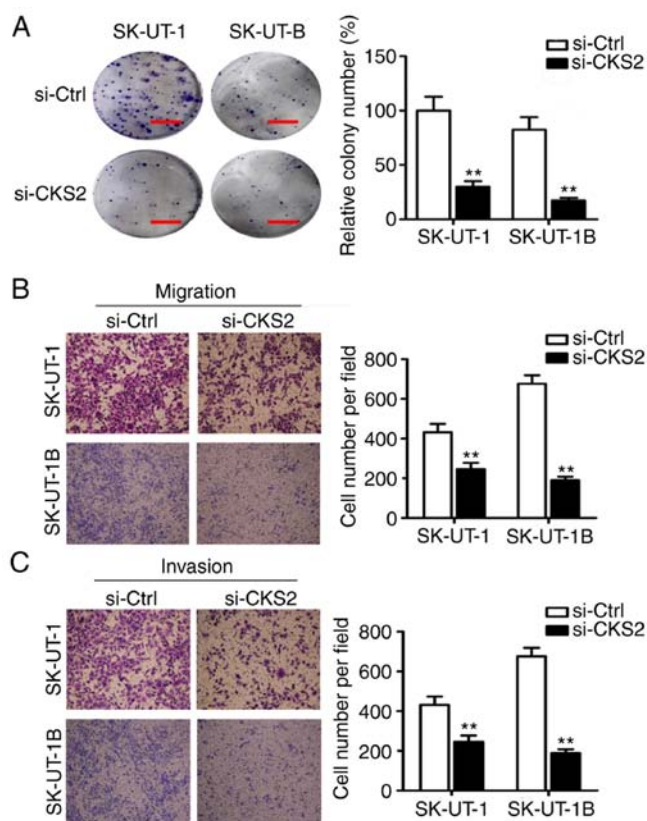 A
SK-UT-1
SK-UT-B
si-Ctrl
si-CKS2
Relative colony number (%)
150
100
50
0
si-Ctrl
si-CKS2
**
**
SK-UT-1
SK-UT-1B
B
Migration
si-Ctrl
si-CKS2
SK-UT-1
SK-UT-1B
Cell number per field
800
600
400
200
0
si-Ctrl
si-CKS2
**
**
SK-UT-1
SK-UT-1B
C
Invasion
si-Ctrl
si-CKS2
SK-UT-1
SK-UT-1B
Cell number per field
800
600
400
200
0
si-Ctrl
si-CKS2
**
**
SK-UT-1
SK-UT-1B